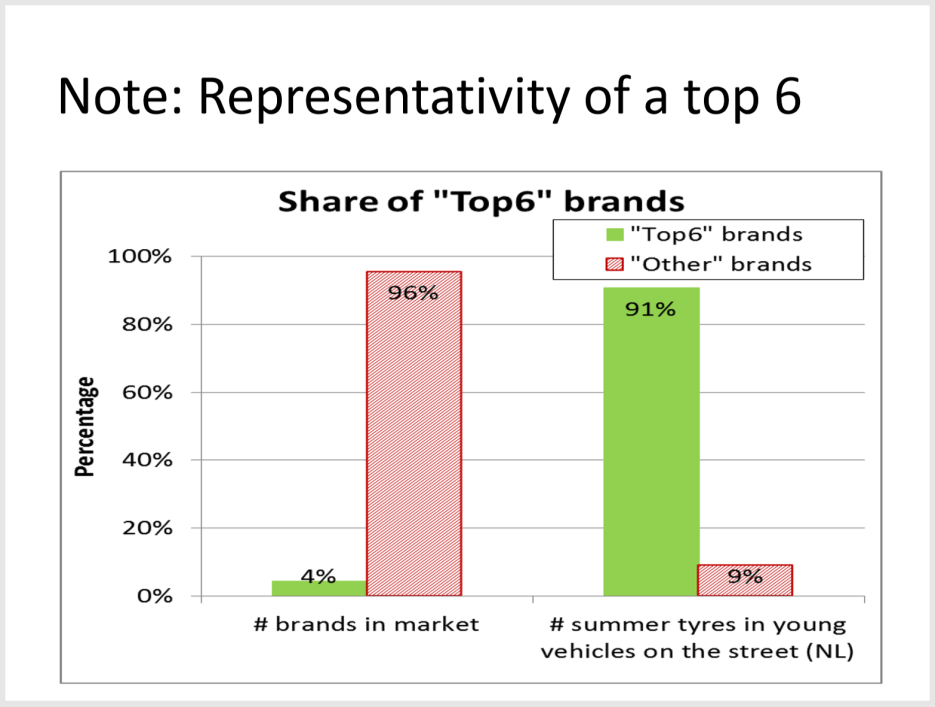 Note: Representativity of a top 6
Share of "Top6" brands
"Top6" brands
"Other" brands
Percentage
100%
80%
60%
40%
20%
0%
4%
96%
91%
9%
# brands in market
# summer tyres in young
vehicles on the street (NL)